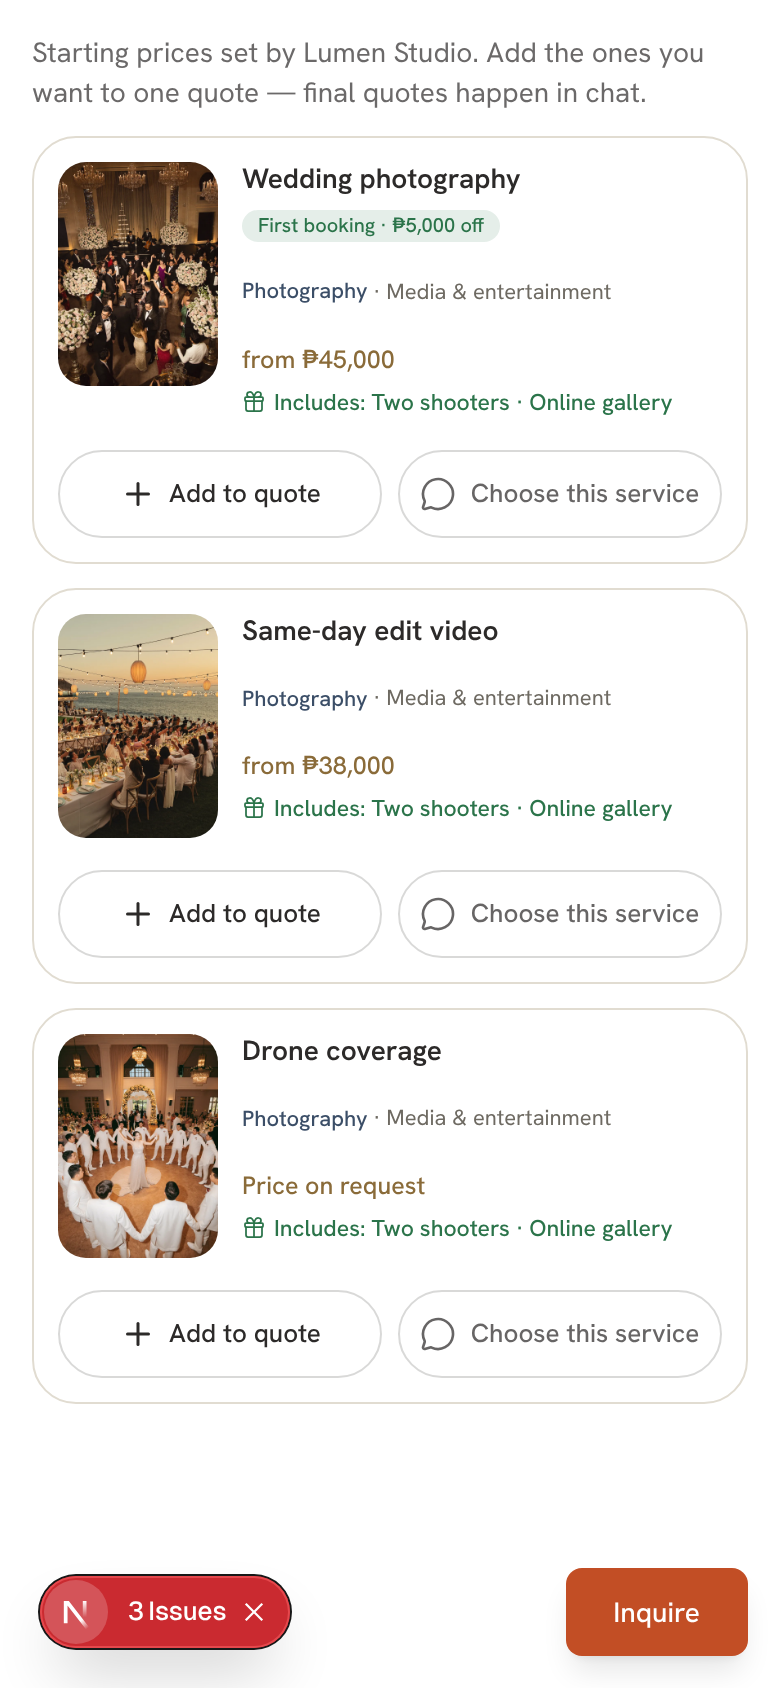 Starting prices set by Lumen Studio. Add the ones you
want to one quote — final quotes happen in chat.
Wedding photography
First booking · ₱5,000 off
Photography · Media & entertainment
from ₱45,000
Includes: Two shooters · Online gallery
Add to quote
Choose this service
Same-day edit video
Photography · Media & entertainment
from ₱38,000
Includes: Two shooters · Online gallery
Add to quote
Choose this service
Drone coverage
Photography · Media & entertainment
Price on request
Includes: Two shooters · Online gallery
Add to quote
Choose this service
N 3 Issues
Inquire